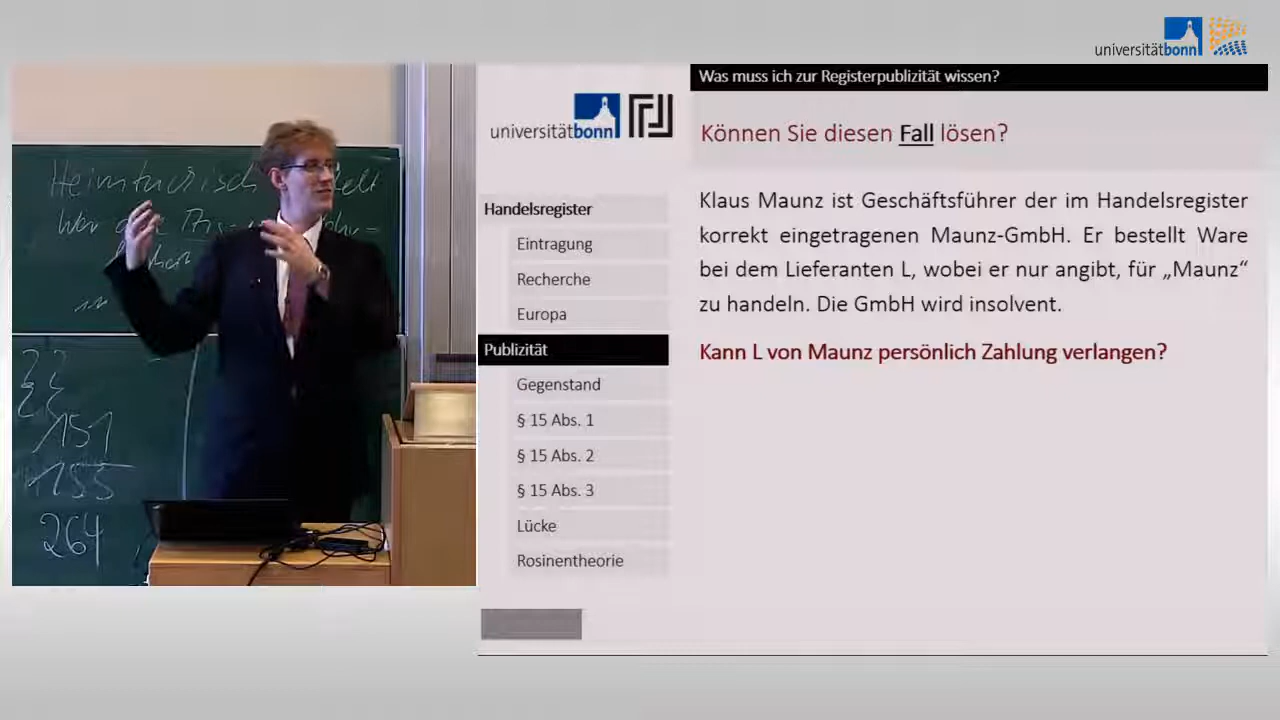 universitätbonn
Was muss ich zur Registerpublizität wissen?
universitätbonn
Können Sie diesen Fall lösen?
Handelsregister
Eintragung
Recherche
Europa
Publizität
Gegenstand
§ 15 Abs. 1
§ 15 Abs. 2
§ 15 Abs. 3
Lücke
Rosinentheorie
Klaus Maunz ist Geschäftsführer der im Handelsregister
korrekt eingetragenen Maunz-GmbH. Er bestellt Ware
bei dem Lieferanten L, wobei er nur angibt, für „Maunz“
zu handeln. Die GmbH wird insolvent.
Kann L von Maunz persönlich Zahlung verlangen?
151
155
264